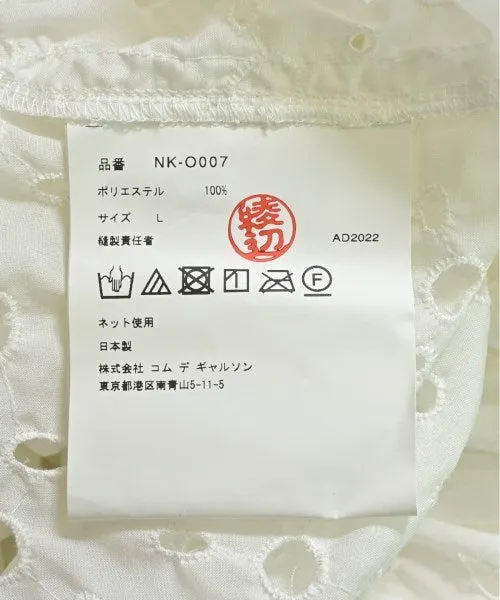 品番 NK-O007
ポリエステル 100%
サイズ L
縫製責任者
AD2022
F
ネット使用
日本製
株式会社 コム デ ギャルソン
東京都港区南青山5-11-5